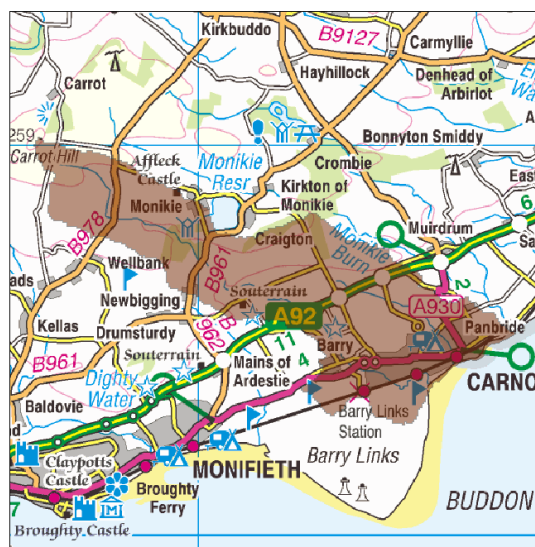 Kirkbuddo
B9127
Carmyllie
Hayhillock
Carrot
Denhead of
Arbirlot
259
Bonnyton Smiddy
Carrot Hill
Affleck
Castle
Monikie
Resr
Crombie
Kirkton of
Monikie
Monikie
Muirdrum
6
B978
Craigton
Monikie
Burn
B961
Wellbank
2
Newbigging
Souterrain
A92
A930
Panbride
Kellas
Drumsturdy
B
962
11
Barry
B961
Souterrain
4
Mains of
Ardestie
CARNO
Dighty
Water
Baldovie
Barry Links
Station
Claypotts
Castle
MONIFIETH
Barry Links
Broughty
Ferry
BUDDON
7
Broughty Castle